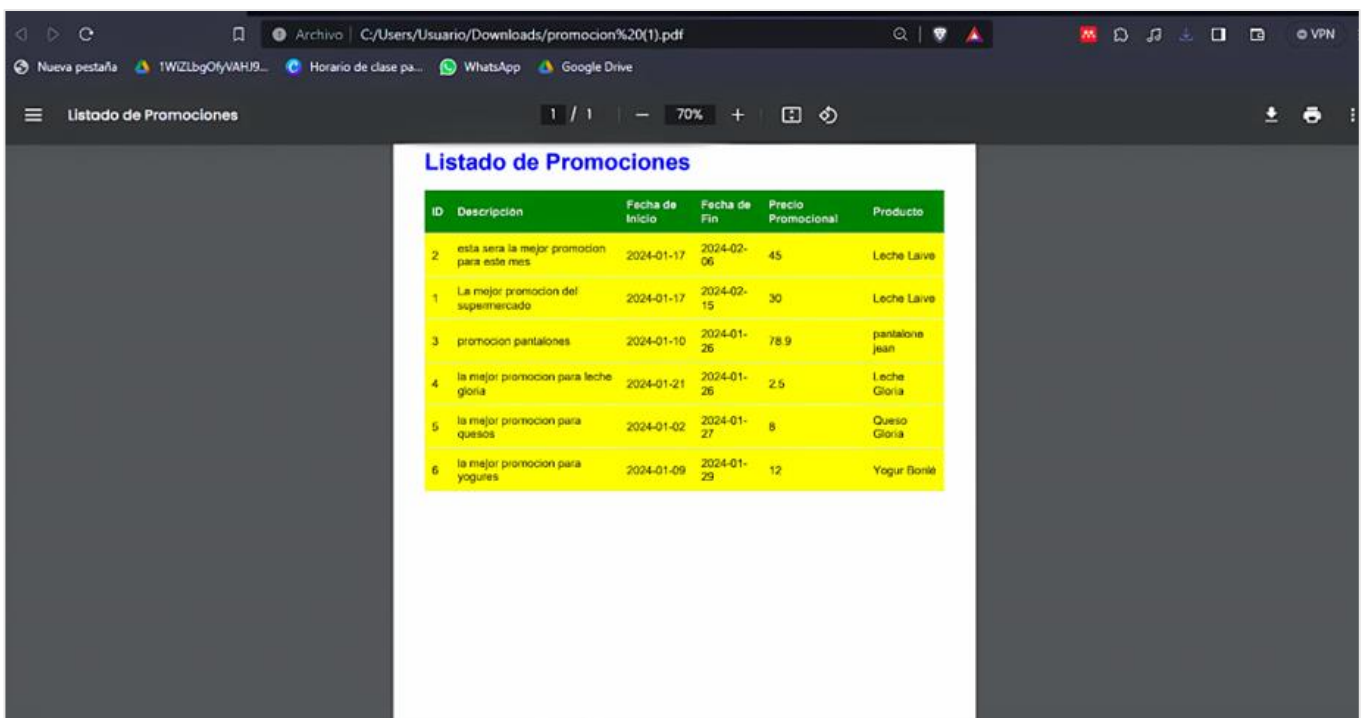 Archivo | C:/Users/Usuario/Downloads/promocion%20(1).pdf
VPN
Nueva pestaña 1WiZLbgOfyVAHJ9... Horario de clase pa... WhatsApp Google Drive
Listado de Promociones 1 / 1 — 70% +
Listado de Promociones
ID Descripción Fecha de Inicio Fecha de Fin Precio Promocional Producto
2 esta sera la mejor promocion
para este mes
2024-01-17 2024-02-
06
45 Leche Laive
1 La mejor promocion del
supermercado
2024-01-17 2024-02-
15
30 Leche Laive
3 promocion pantalones 2024-01-10 2024-01-
26
78.9 pantalone
jean
4 la mejor promocion para leche
gloria
2024-01-21 2024-01-
26
2.5 Leche
Gloria
5 la mejor promocion para
quesos
2024-01-02 2024-01-
27
8 Queso
Gloria
6 la mejor promocion para
yogures
2024-01-09 2024-01-
29
12 Yogur Bonlé